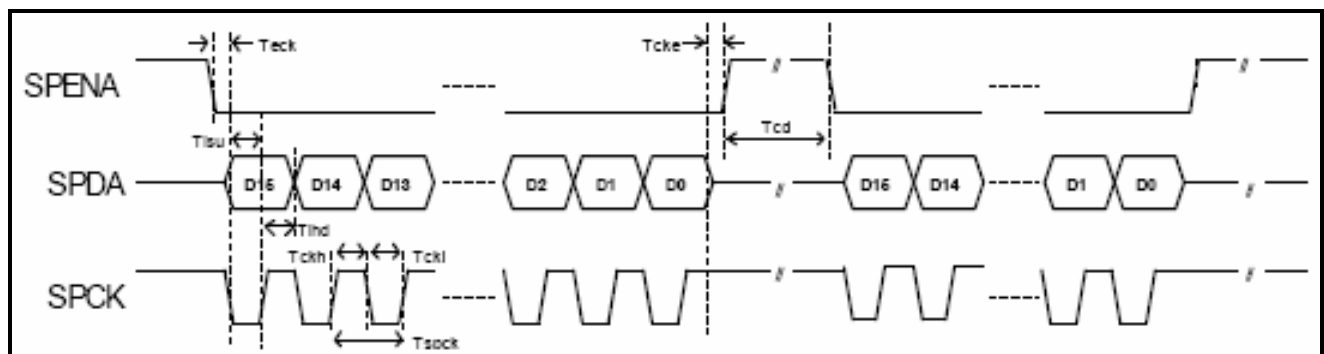 Teck Tcke
SPENA
Tcd
Tisu
SPDA D15 D14 D13 D2 D1 D0 D15 D14 D1 D0
Tihd
Tckh Tckl
SPCK
Tsock